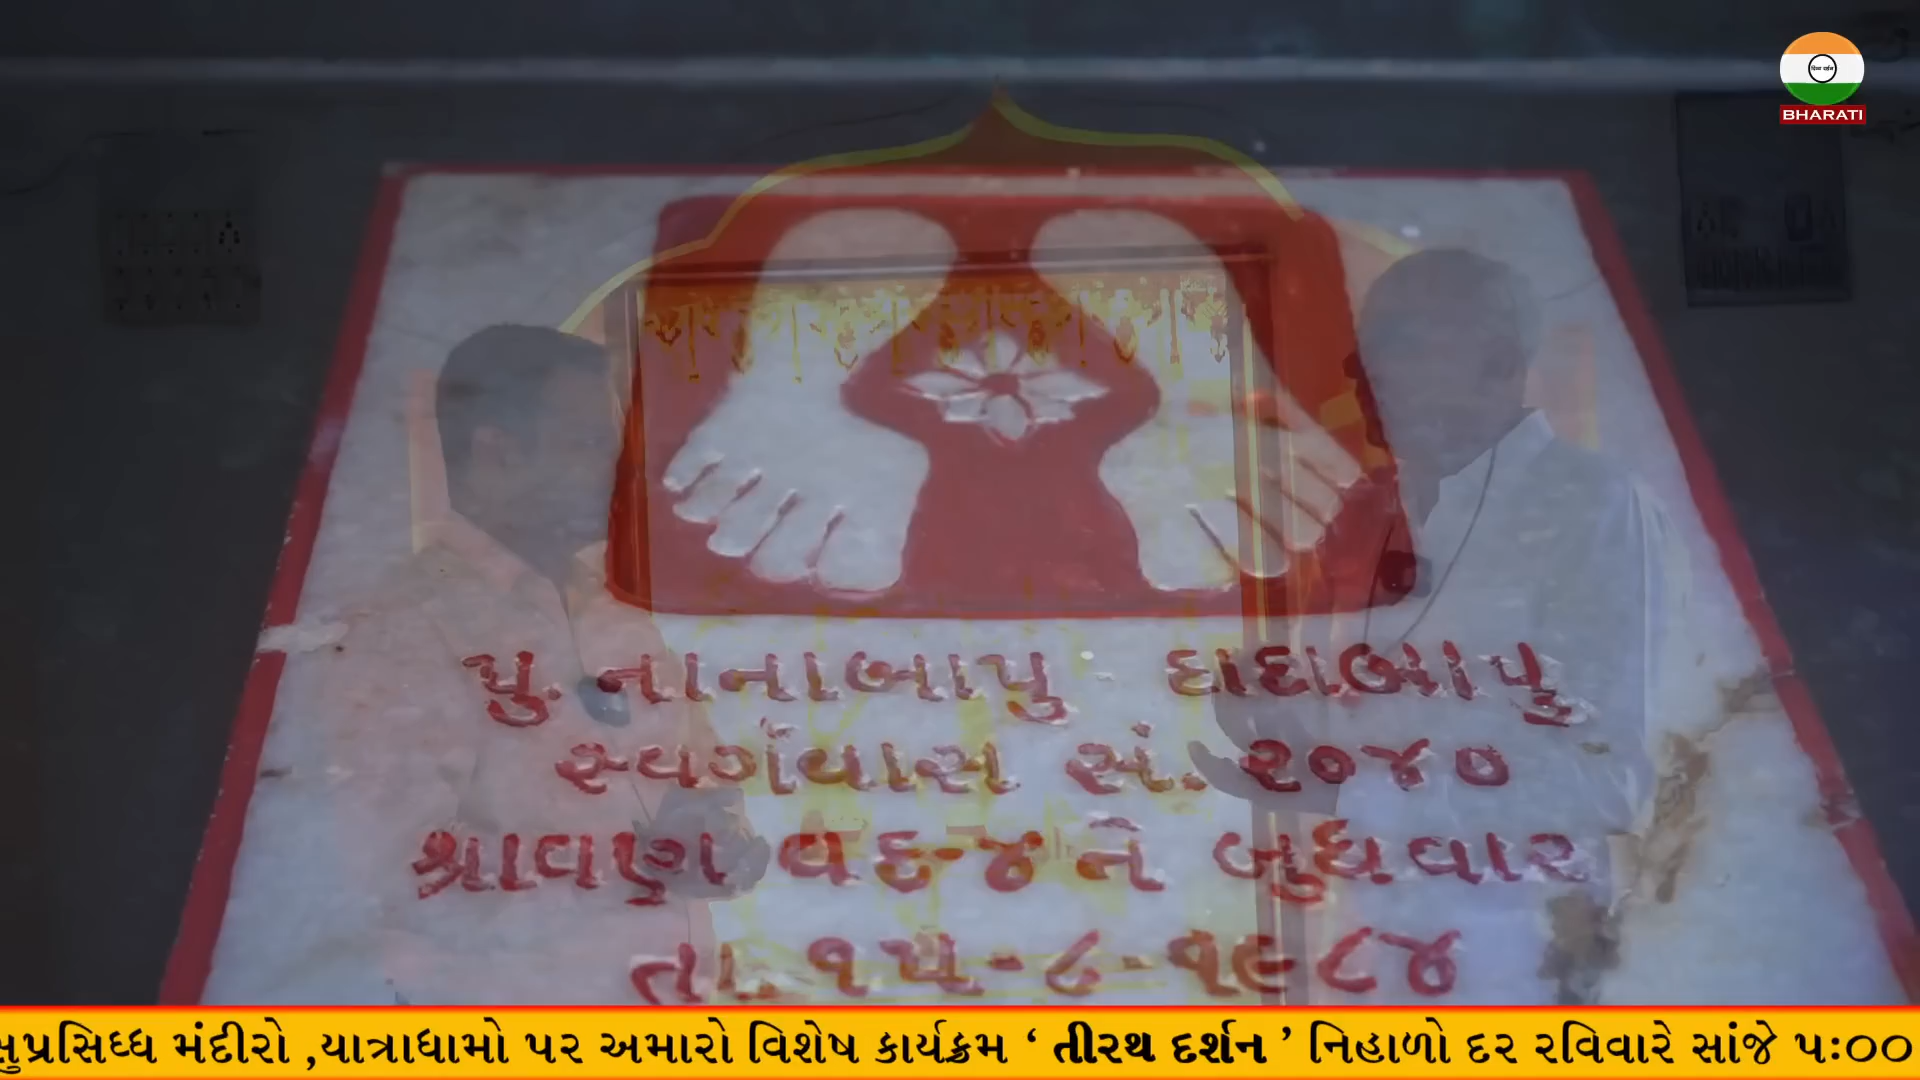 BHARATI
પુ. નાનાબાપુ દાદાબાપુ
સ્વર્ગવાસ સં. ૨૦૪૦
શ્રાવણ વદ-૪ ને બુધવાર
તા. ૧૫-૮-૧૯૮૪
સુપ્રસિધ્ધ મંદીરો ,યાત્રાધામો પર અમારો વિશેષ કાર્યક્રમ ‘ તીરથ દર્શન ’ નિહાળો દર રવિવારે સાંજે ૫:૦૦